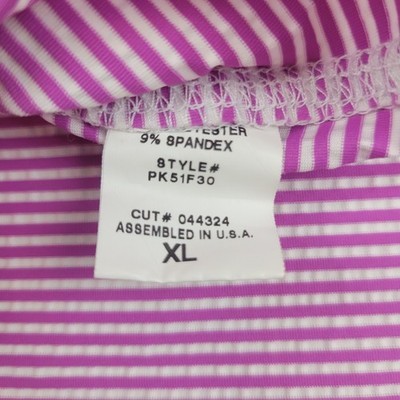 9% SPANDEX
STYLE#
PK51F30
CUT# 044324
ASSEMBLED IN U.S.A.
XL